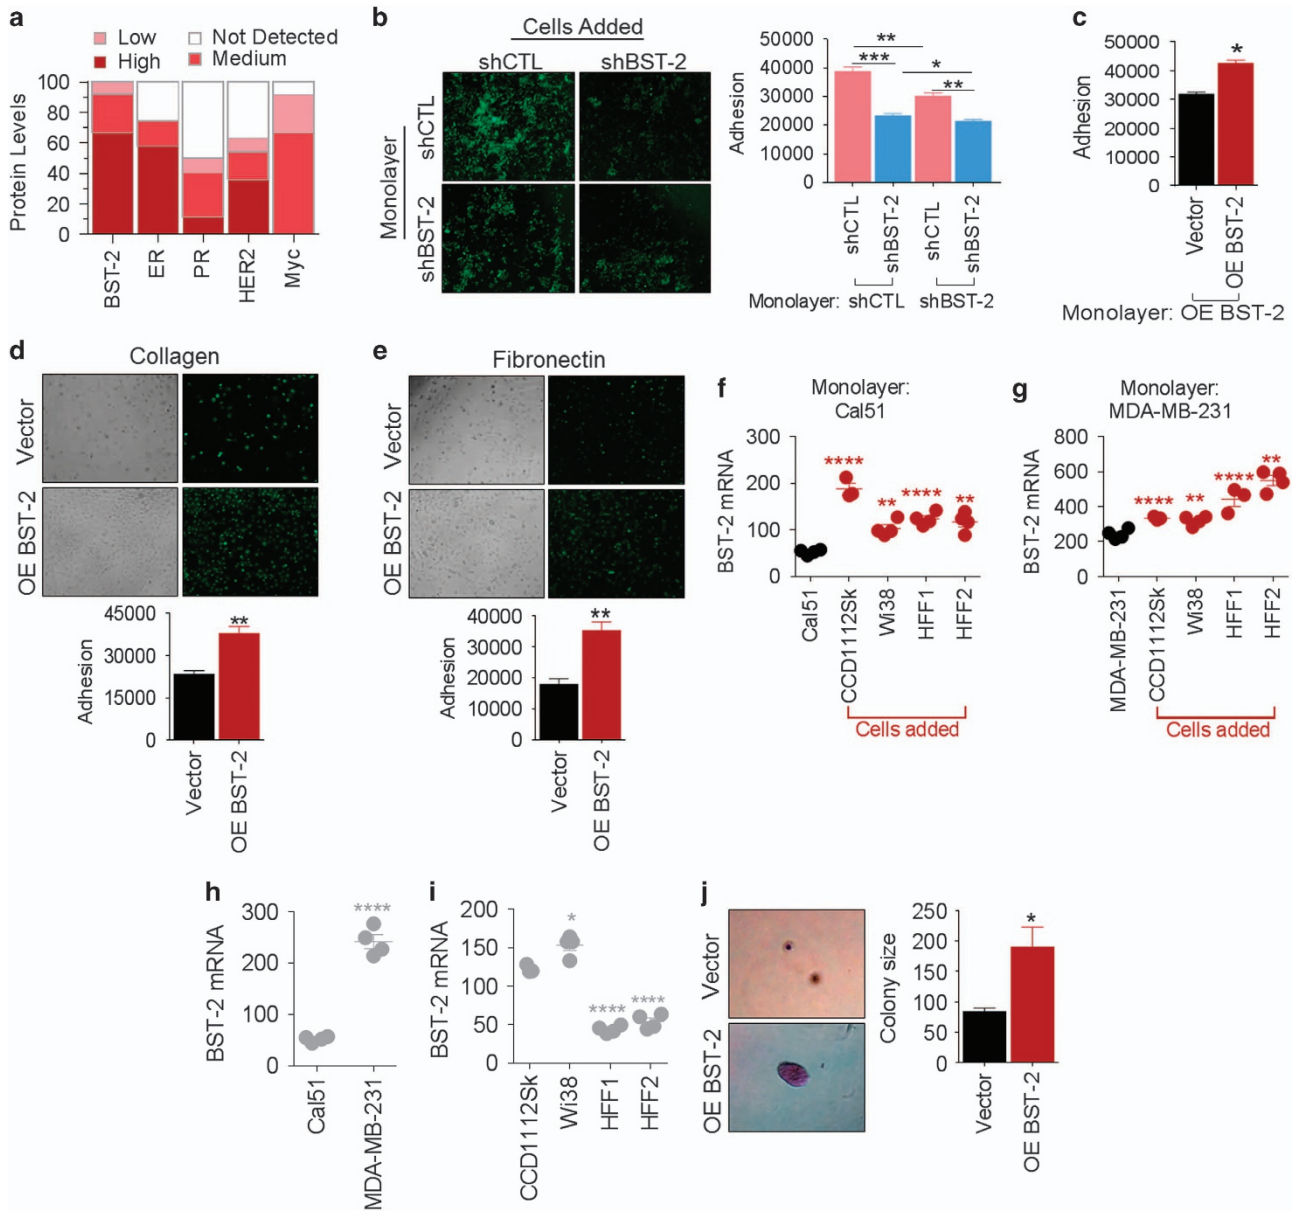 a
Low
Not Detected
High
Medium
Protein Levels
100
80
60
40
20
0
BST-2
ER
PR
HER2
Myc
b
Cells Added
shCTL
shBST-2
Monolayer
shCTL
shBST-2
Adhesion
50000
40000
30000
20000
10000
0
**
***
*
**
shCTL
shBST-2
shCTL
shBST-2
Monolayer: shCTL shBST-2
c
Adhesion
50000
40000
30000
20000
10000
0
*
Vector
OE BST-2
Monolayer: OE BST-2
d
Collagen
Vector
OE BST-2
Adhesion
45000
30000
15000
0
**
Vector
OE BST-2
e
Fibronectin
Vector
OE BST-2
Adhesion
40000
30000
20000
10000
0
**
Vector
OE BST-2
f
Monolayer:
Cal51
BST-2 mRNA
300
200
100
0
****
**
****
**
Cal51
CCD1112Sk
Wi38
HFF1
HFF2
Cells added
g
Monolayer:
MDA-MB-231
BST-2 mRNA
800
600
400
200
0
****
**
****
**
MDA-MB-231
CCD1112Sk
Wi38
HFF1
HFF2
Cells added
h
BST-2 mRNA
300
200
100
0
****
Cal51
MDA-MB-231
i
BST-2 mRNA
200
150
100
50
0
*
****
****
CCD1112Sk
Wi38
HFF1
HFF2
j
Vector
OE BST-2
Colony size
250
200
150
100
50
0
*
Vector
OE BST-2